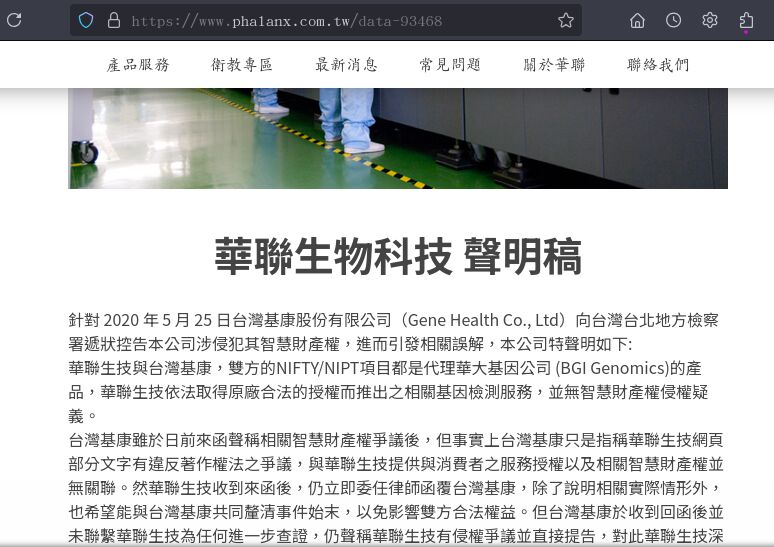 https://www.phalanx.com.tw/data-93468
產品服務 衛教專區 最新消息 常見問題 關於華聯 聯絡我們
華聯生物科技 聲明稿
針對 2020 年 5 月 25 日台灣基康股份有限公司（Gene Health Co., Ltd）向台灣台北地方檢察
署遞狀控告本公司涉侵犯其智慧財產權，進而引發相關誤解，本公司特聲明如下:
華聯生技與台灣基康，雙方的NIFTY/NIPT項目都是代理華大基因公司 (BGI Genomics)的產
品，華聯生技依法取得原廠合法的授權而推出之相關基因檢測服務，並無智慧財產權侵權疑
義。
台灣基康雖於日前來函聲稱相關智慧財產權爭議後，但事實上台灣基康只是指稱華聯生技網頁
部分文字有違反著作權法之爭議，與華聯生技提供與消費者之服務授權以及相關智慧財產權並
無關聯。然華聯生技收到來函後，仍立即委任律師函覆台灣基康，除了說明相關實際情形外，
也希望能與台灣基康共同釐清事件始末，以免影響雙方合法權益。但台灣基康於收到回函後並
未聯繫華聯生技為任何進一步查證，仍聲稱華聯生技有侵權爭議並直接提告，對此華聯生技深